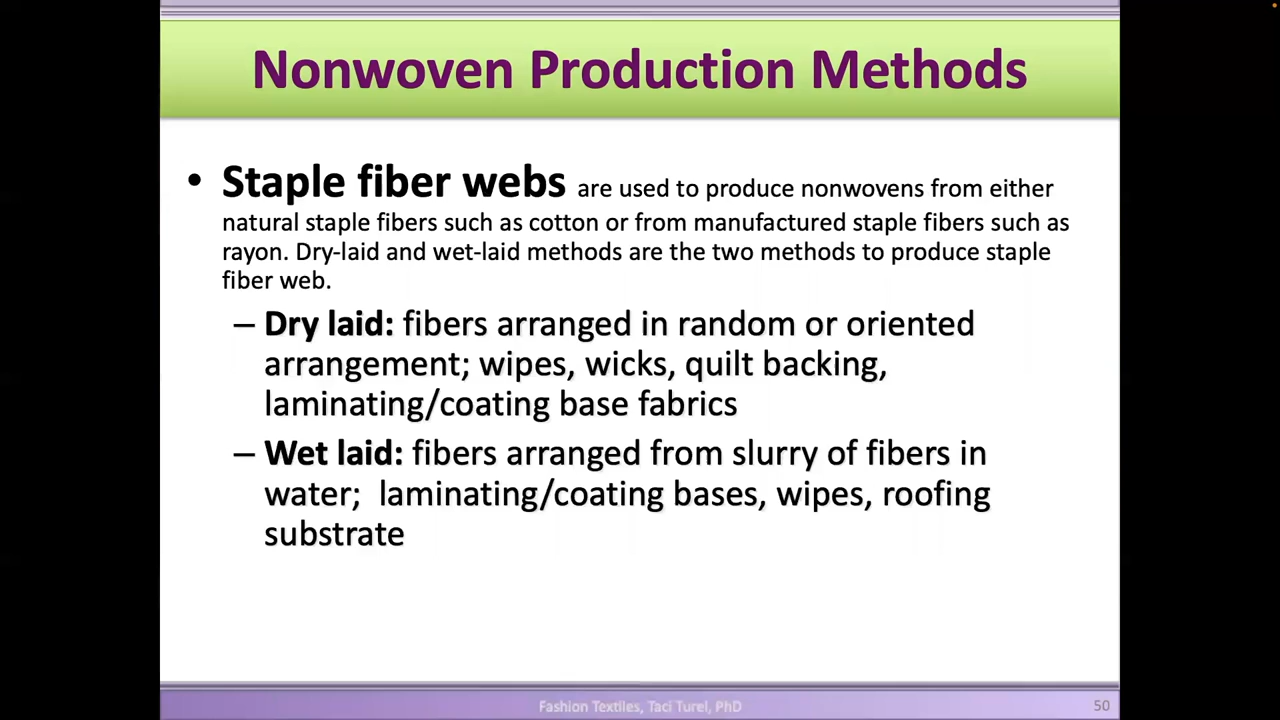 Nonwoven Production Methods
• Staple fiber webs are used to produce nonwovens from either
natural staple fibers such as cotton or from manufactured staple fibers such as
rayon. Dry-laid and wet-laid methods are the two methods to produce staple
fiber web.
– Dry laid: fibers arranged in random or oriented
arrangement; wipes, wicks, quilt backing,
laminating/coating base fabrics
– Wet laid: fibers arranged from slurry of fibers in
water;  laminating/coating bases, wipes, roofing
substrate
Fashion Textiles, Taci Turel, PhD
50